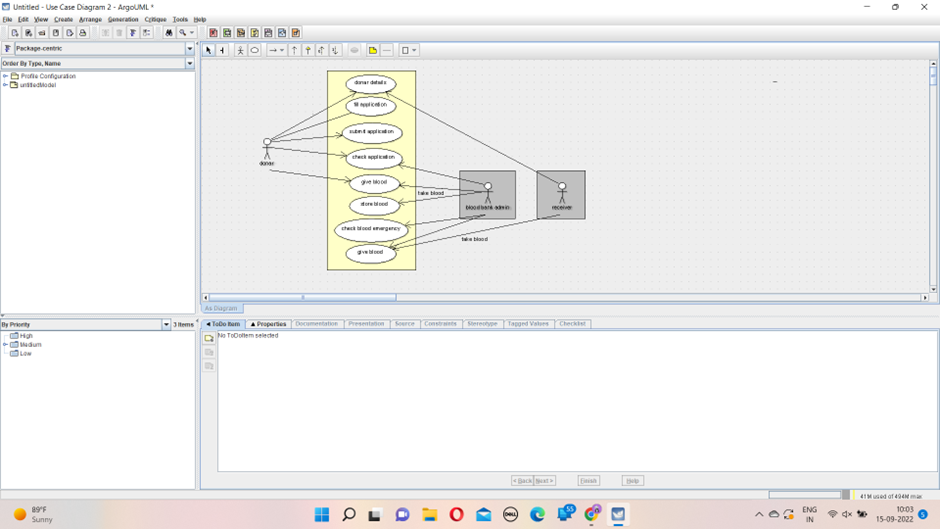 Untitled - Use Case Diagram 2 - ArgoUML *
File Edit View Create Arrange Generation Critique Tools Help
Package-centric
Order By Type, Name
Profile Configuration
untitledModel
donar details
fill application
submit application
check application
give blood
store blood
check blood emergency
give blood
donar
take blood
blood bank admin
receiver
take blood
As Diagram
By Priority
3 Items
High
Medium
Low
ToDo Item Properties Documentation Presentation Source Constraints Stereotype Tagged Values Checklist
No ToDoItem selected
< Back Next > Finish Help
41M used of 494M max
89°F
Sunny
DELL
55
ENG
IN
10:03
15-09-2022
5